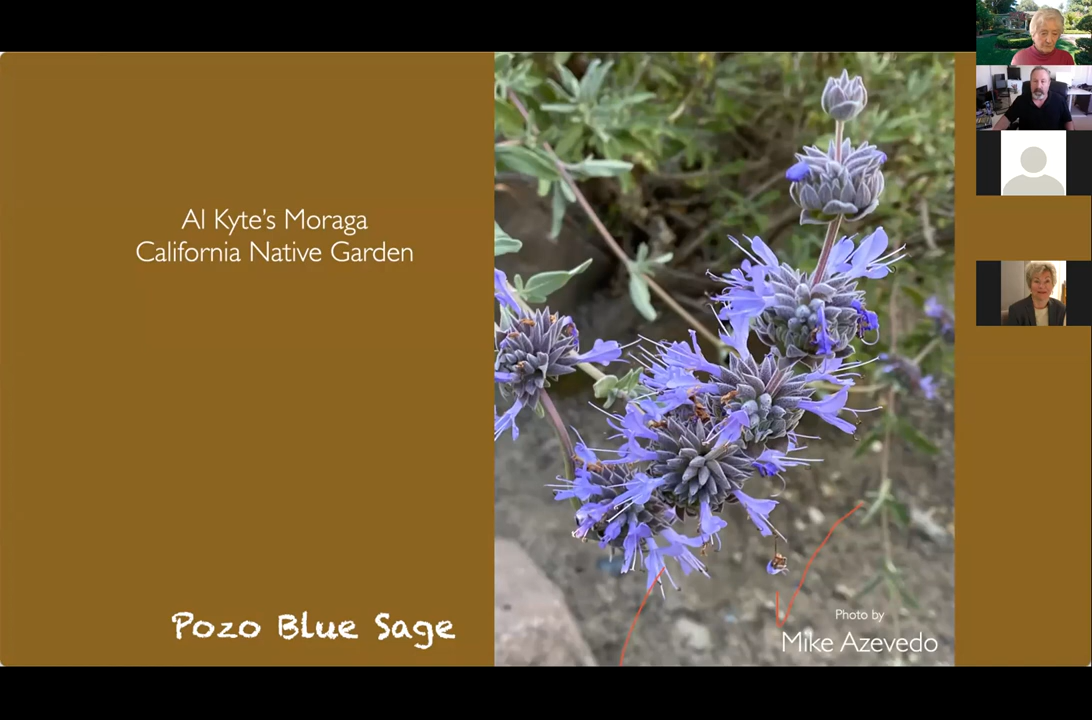 Al Kyte's Moraga
California Native Garden
Pozo Blue Sage
Photo by
Mike Azevedo